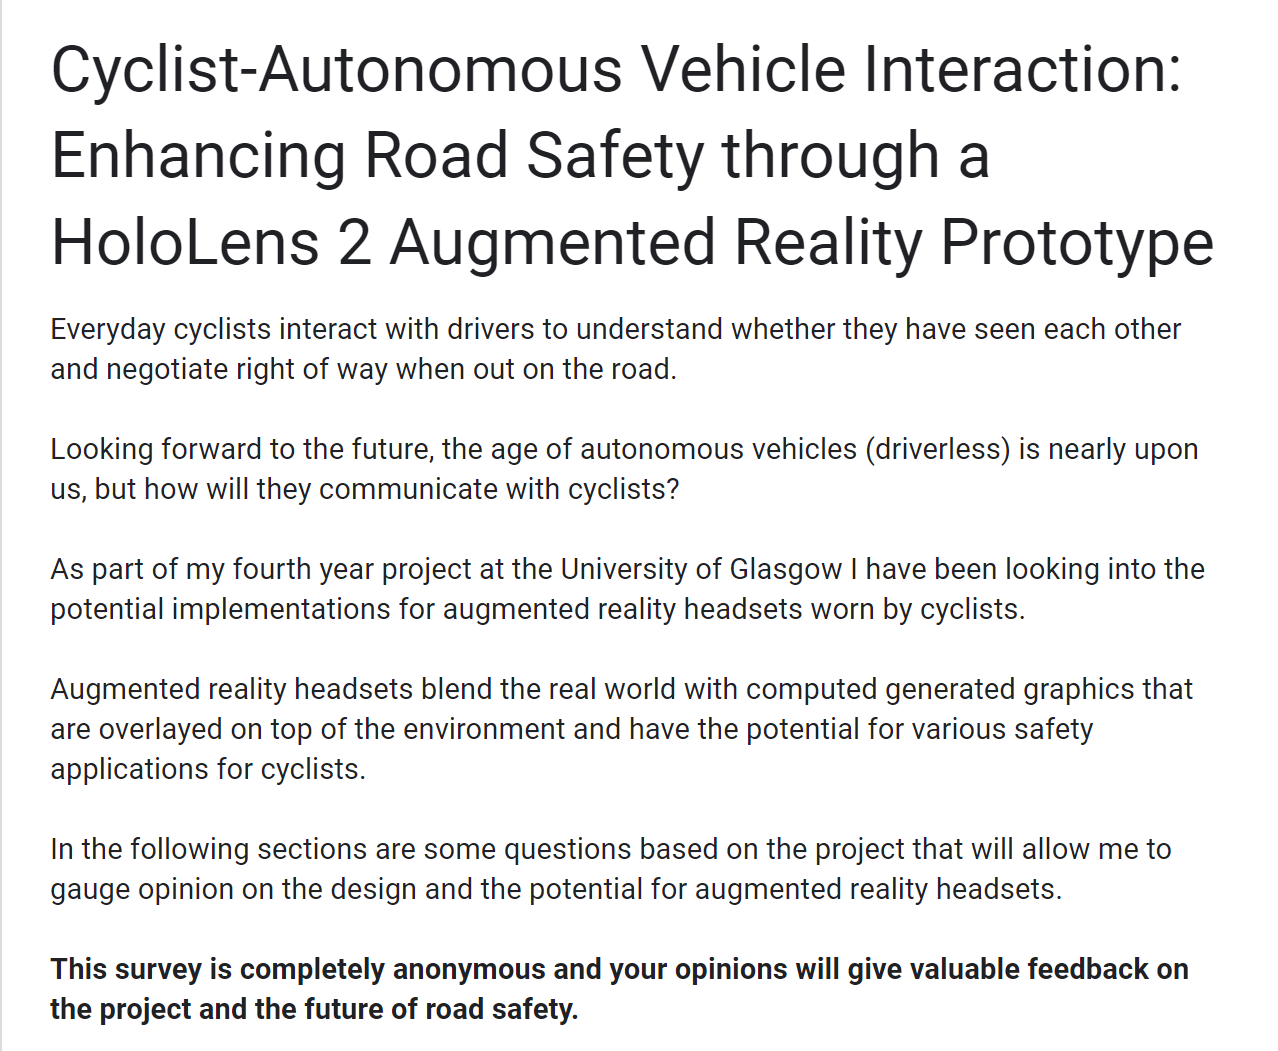 Cyclist-Autonomous Vehicle Interaction:
Enhancing Road Safety through a
HoloLens 2 Augmented Reality Prototype
Everyday cyclists interact with drivers to understand whether they have seen each other
and negotiate right of way when out on the road.
Looking forward to the future, the age of autonomous vehicles (driverless) is nearly upon
us, but how will they communicate with cyclists?
As part of my fourth year project at the University of Glasgow I have been looking into the
potential implementations for augmented reality headsets worn by cyclists.
Augmented reality headsets blend the real world with computed generated graphics that
are overlayed on top of the environment and have the potential for various safety
applications for cyclists.
In the following sections are some questions based on the project that will allow me to
gauge opinion on the design and the potential for augmented reality headsets.
This survey is completely anonymous and your opinions will give valuable feedback on
the project and the future of road safety.